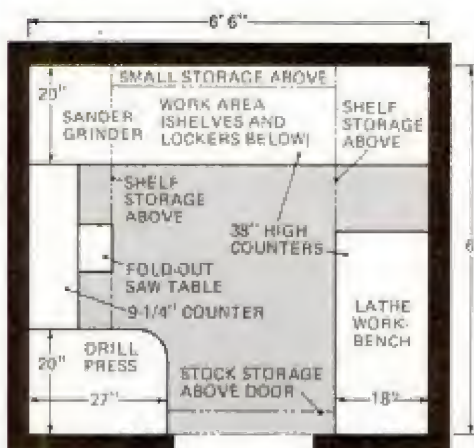 6' 6"
SMALL STORAGE ABOVE
20"
WORK AREA
(SHELVES AND
LOCKERS BELOW)
SANDER
GRINDER
SHELF
STORAGE
ABOVE
SHELF
STORAGE
ABOVE
38" HIGH
COUNTERS
FOLD-OUT
SAW TABLE
9-1/4" COUNTER
LATHE
WORK-
BENCH
20"
DRILL
PRESS
STOCK STORAGE
ABOVE DOOR
27"
18"
6